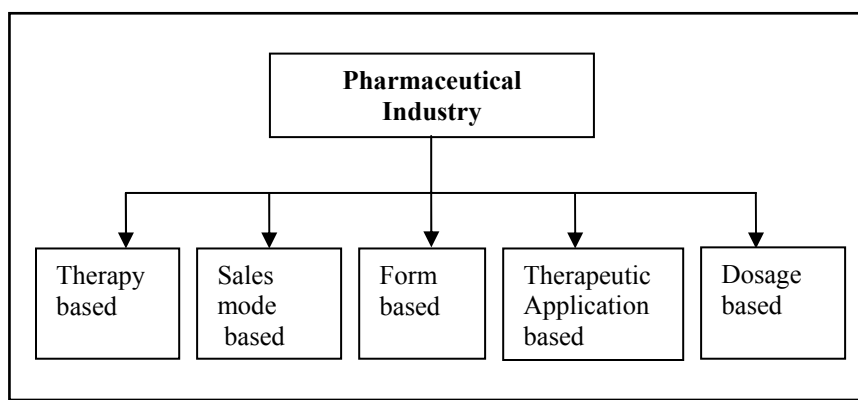 Pharmaceutical
Industry
Therapy
based
Sales
mode
based
Form
based
Therapeutic
Application
based
Dosage
based